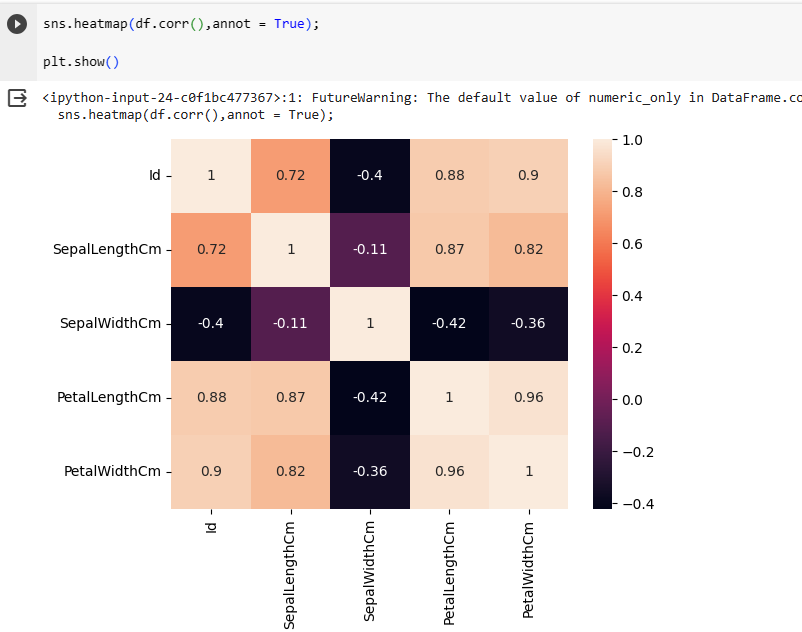 sns.heatmap(df.corr(),annot = True);
plt.show()
<ipython-input-24-c0f1bc477367>:1: FutureWarning: The default value of numeric_only in DataFrame.co
sns.heatmap(df.corr(),annot = True);
Id 1 0.72 -0.4 0.88 0.9
SepalLengthCm 0.72 1 -0.11 0.87 0.82
SepalWidthCm -0.4 -0.11 1 -0.42 -0.36
PetalLengthCm 0.88 0.87 -0.42 1 0.96
PetalWidthCm 0.9 0.82 -0.36 0.96 1
Id
SepalLengthCm
SepalWidthCm
PetalLengthCm
PetalWidthCm
1.0
0.8
0.6
0.4
0.2
0.0
−0.2
−0.4